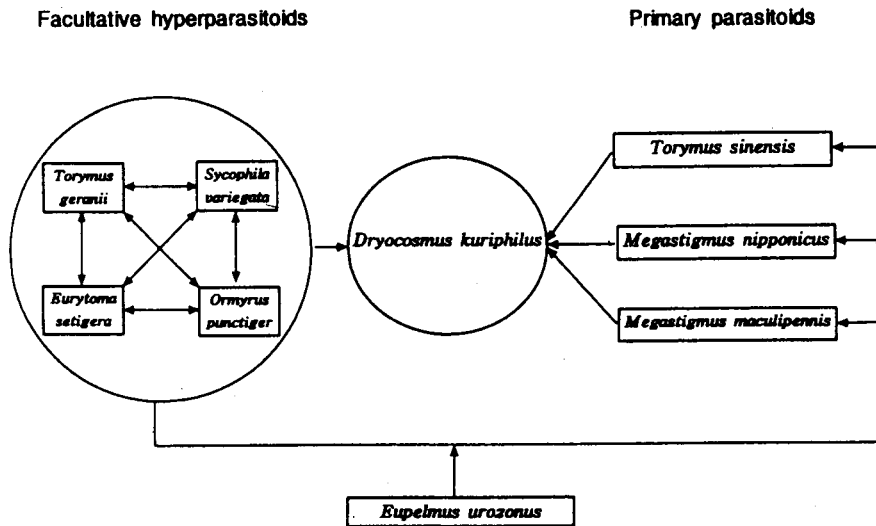 Facultative hyperparasitoids
Primary parasitoids
Torymus
geranii
Sycophila
variegata
Eurytoma
setigera
Ormyrus
punctiger
Dryocosmus kuriphilus
Torymus sinensis
Megastigmus nipponicus
Megastigmus maculipennis
Eupelmus urozonus